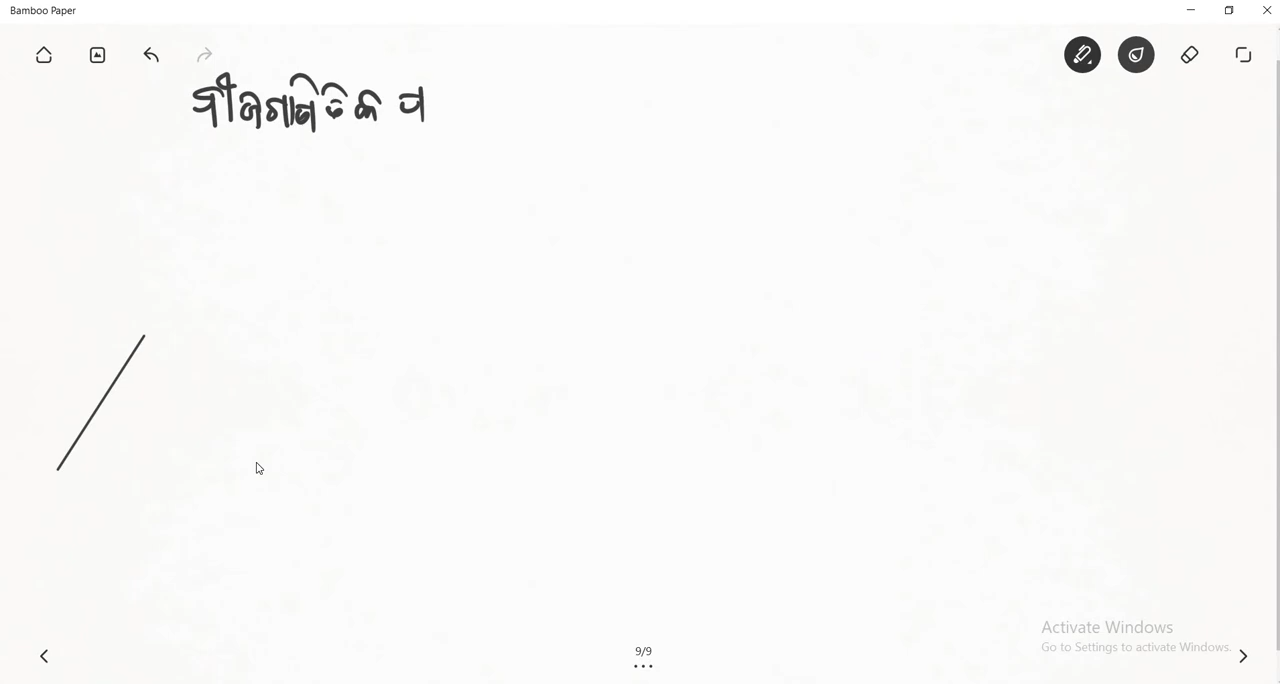 Bamboo Paper
ବୀଜଗାଣିତିକ ପ
9/9
Activate Windows
Go to Settings to activate Windows.